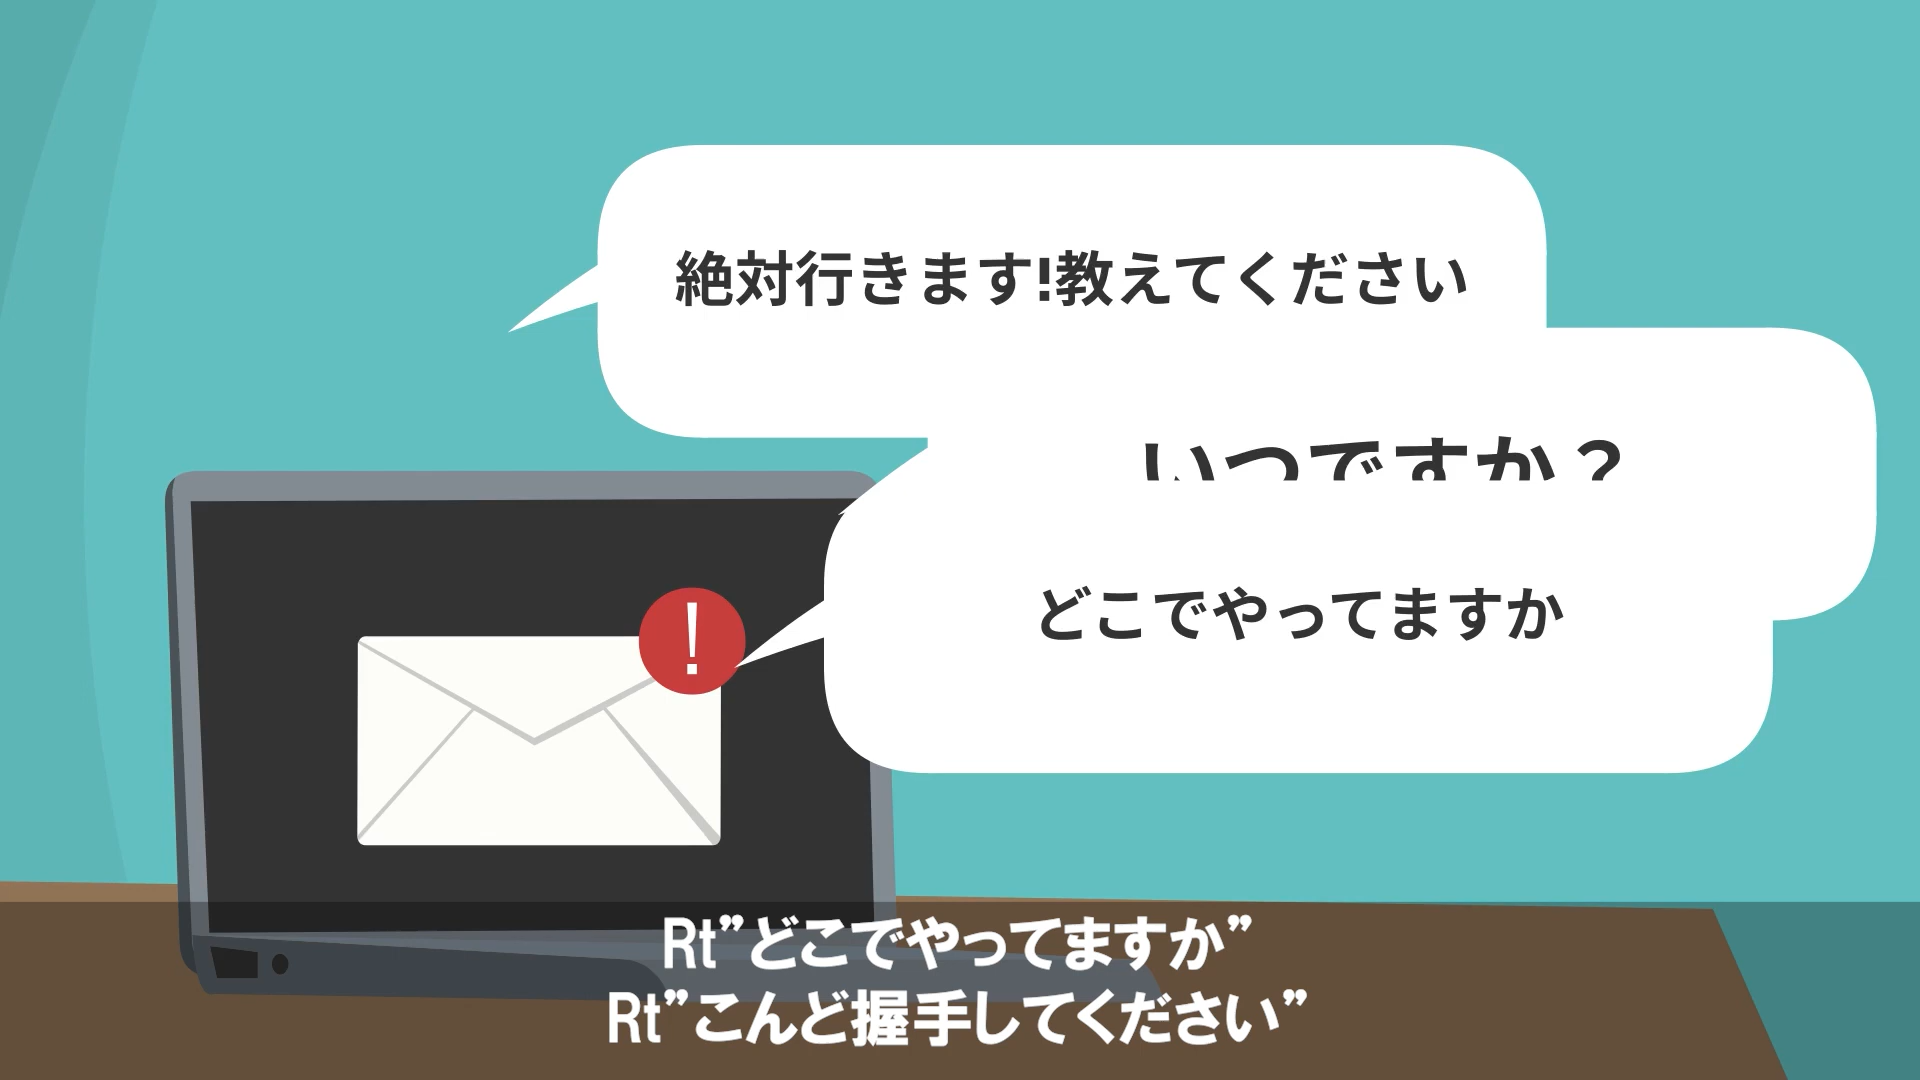 絶対行きます!教えてください
いつですか？
どこでやってますか
!
Rt”どこでやってますか”
Rt”こんど握手してください”